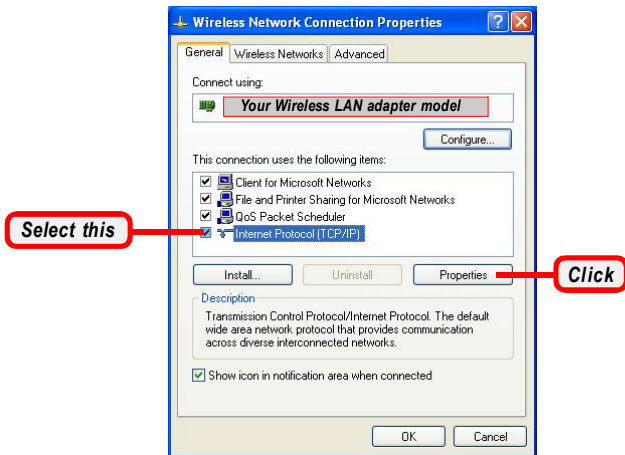 Wireless Network Connection Properties
General Wireless Networks Advanced
Connect using:
Your Wireless LAN adapter model
Configure...
This connection uses the following items:
Client for Microsoft Networks
File and Printer Sharing for Microsoft Networks
QoS Packet Scheduler
Select this
Internet Protocol (TCP/IP)
Install... Uninstall Properties
Click
Description
Transmission Control Protocol/Internet Protocol. The default
wide area network protocol that provides communication
across diverse interconnected networks.
Show icon in notification area when connected
OK Cancel